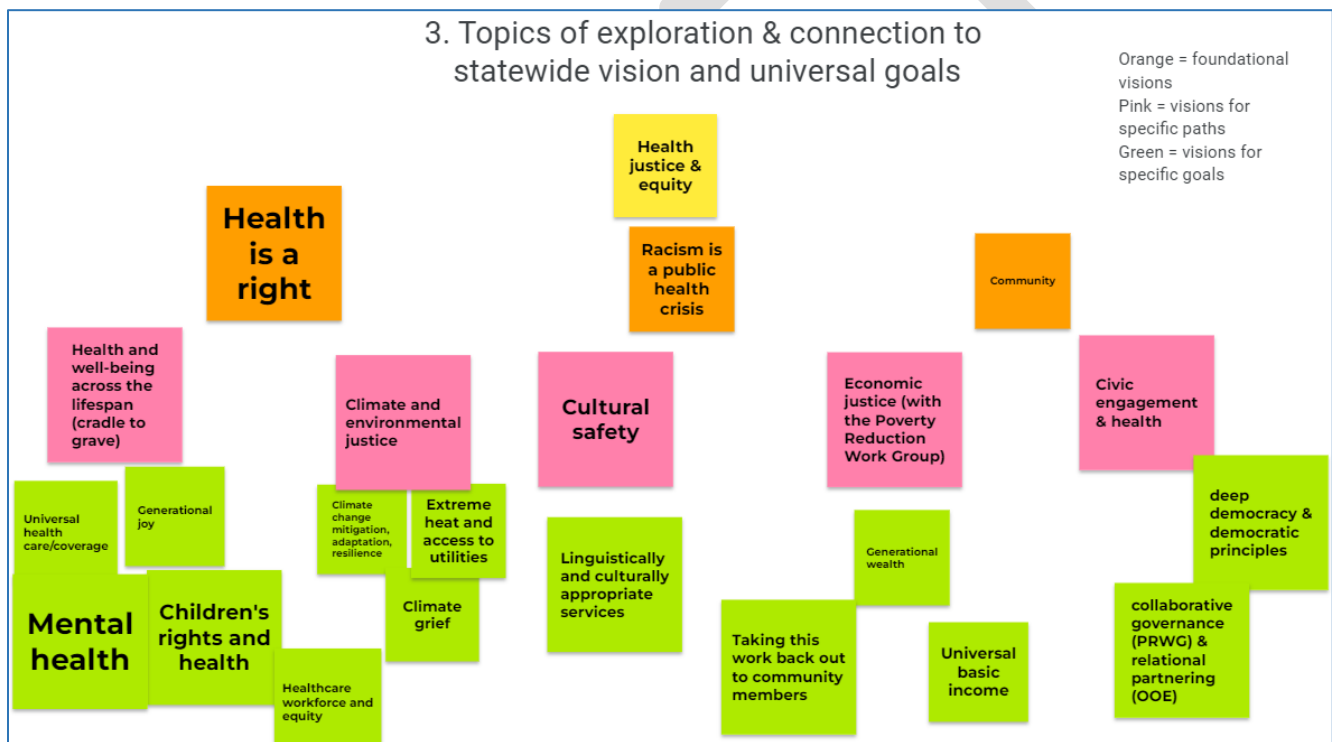 3. Topics of exploration & connection to
statewide vision and universal goals
Orange = foundational
visions
Pink = visions for
specific paths
Green = visions for
specific goals
Health
justice &
equity
Health
is a
right
Racism is
a public
health
crisis
Community
Health and
well-being
across the
lifespan
(cradle to
grave)
Climate and
environmental
justice
Cultural
safety
Economic
justice (with
the Poverty
Reduction
Work Group)
Civic
engagement
& health
Universal
health
care/coverage
Generational
joy
Climate
change
mitigation,
adaptation,
resilience
Extreme
heat and
access to
utilities
Linguistically
and culturally
appropriate
services
Generational
wealth
deep
democracy &
democratic
principles
Mental
health
Children's
rights and
health
Climate
grief
Healthcare
workforce and
equity
Taking this
work back out
to community
members
Universal
basic
income
collaborative
governance
(PRWG) &
relational
partnering
(OOE)